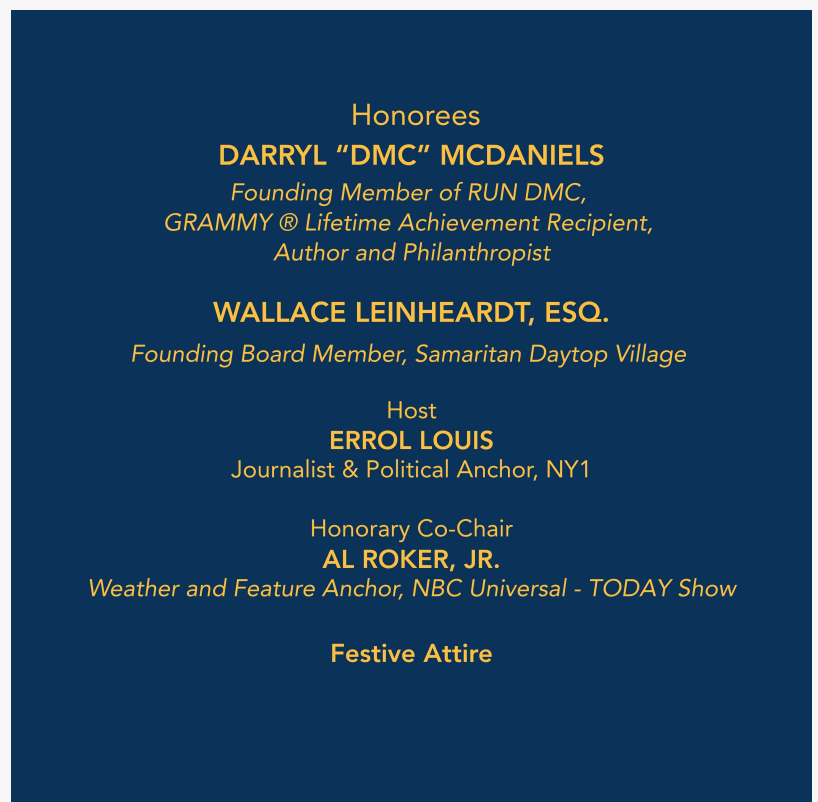 Honorees
DARRYL “DMC” MCDANIELS
Founding Member of RUN DMC,
GRAMMY ® Lifetime Achievement Recipient,
Author and Philanthropist
WALLACE LEINHEARDT, ESQ.
Founding Board Member, Samaritan Daytop Village
Host
ERROL LOUIS
Journalist & Political Anchor, NY1
Honorary Co-Chair
AL ROKER, JR.
Weather and Feature Anchor, NBC Universal - TODAY Show
Festive Attire